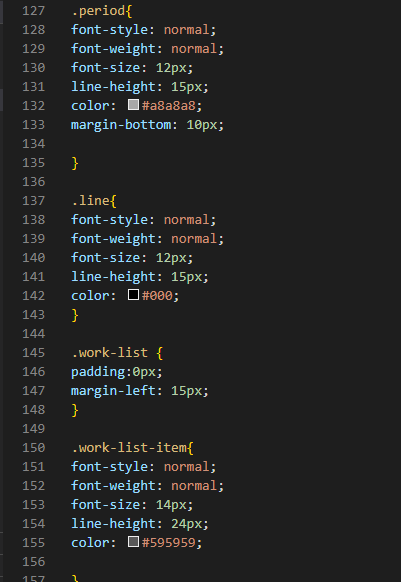 127 .period{
128 font-style: normal;
129 font-weight: normal;
130 font-size: 12px;
131 line-height: 15px;
132 color: #a8a8a8;
133 margin-bottom: 10px;
134
135 }
136
137 .line{
138 font-style: normal;
139 font-weight: normal;
140 font-size: 12px;
141 line-height: 15px;
142 color: #000;
143 }
144
145 .work-list {
146 padding:0px;
147 margin-left: 15px;
148 }
149
150 .work-list-item{
151 font-style: normal;
152 font-weight: normal;
153 font-size: 14px;
154 line-height: 24px;
155 color: #595959;
156
157 }